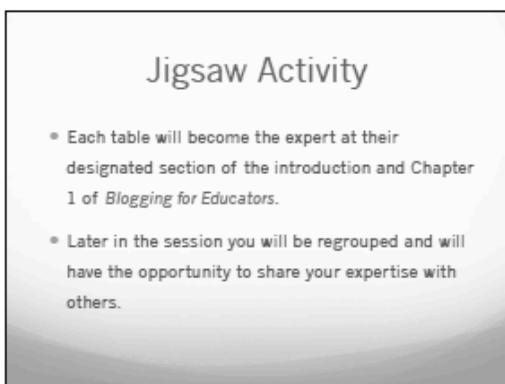 Jigsaw Activity
• Each table will become the expert at their
designated section of the introduction and Chapter
1 of Blogging for Educators.
• Later in the session you will be regrouped and will
have the opportunity to share your expertise with
others.